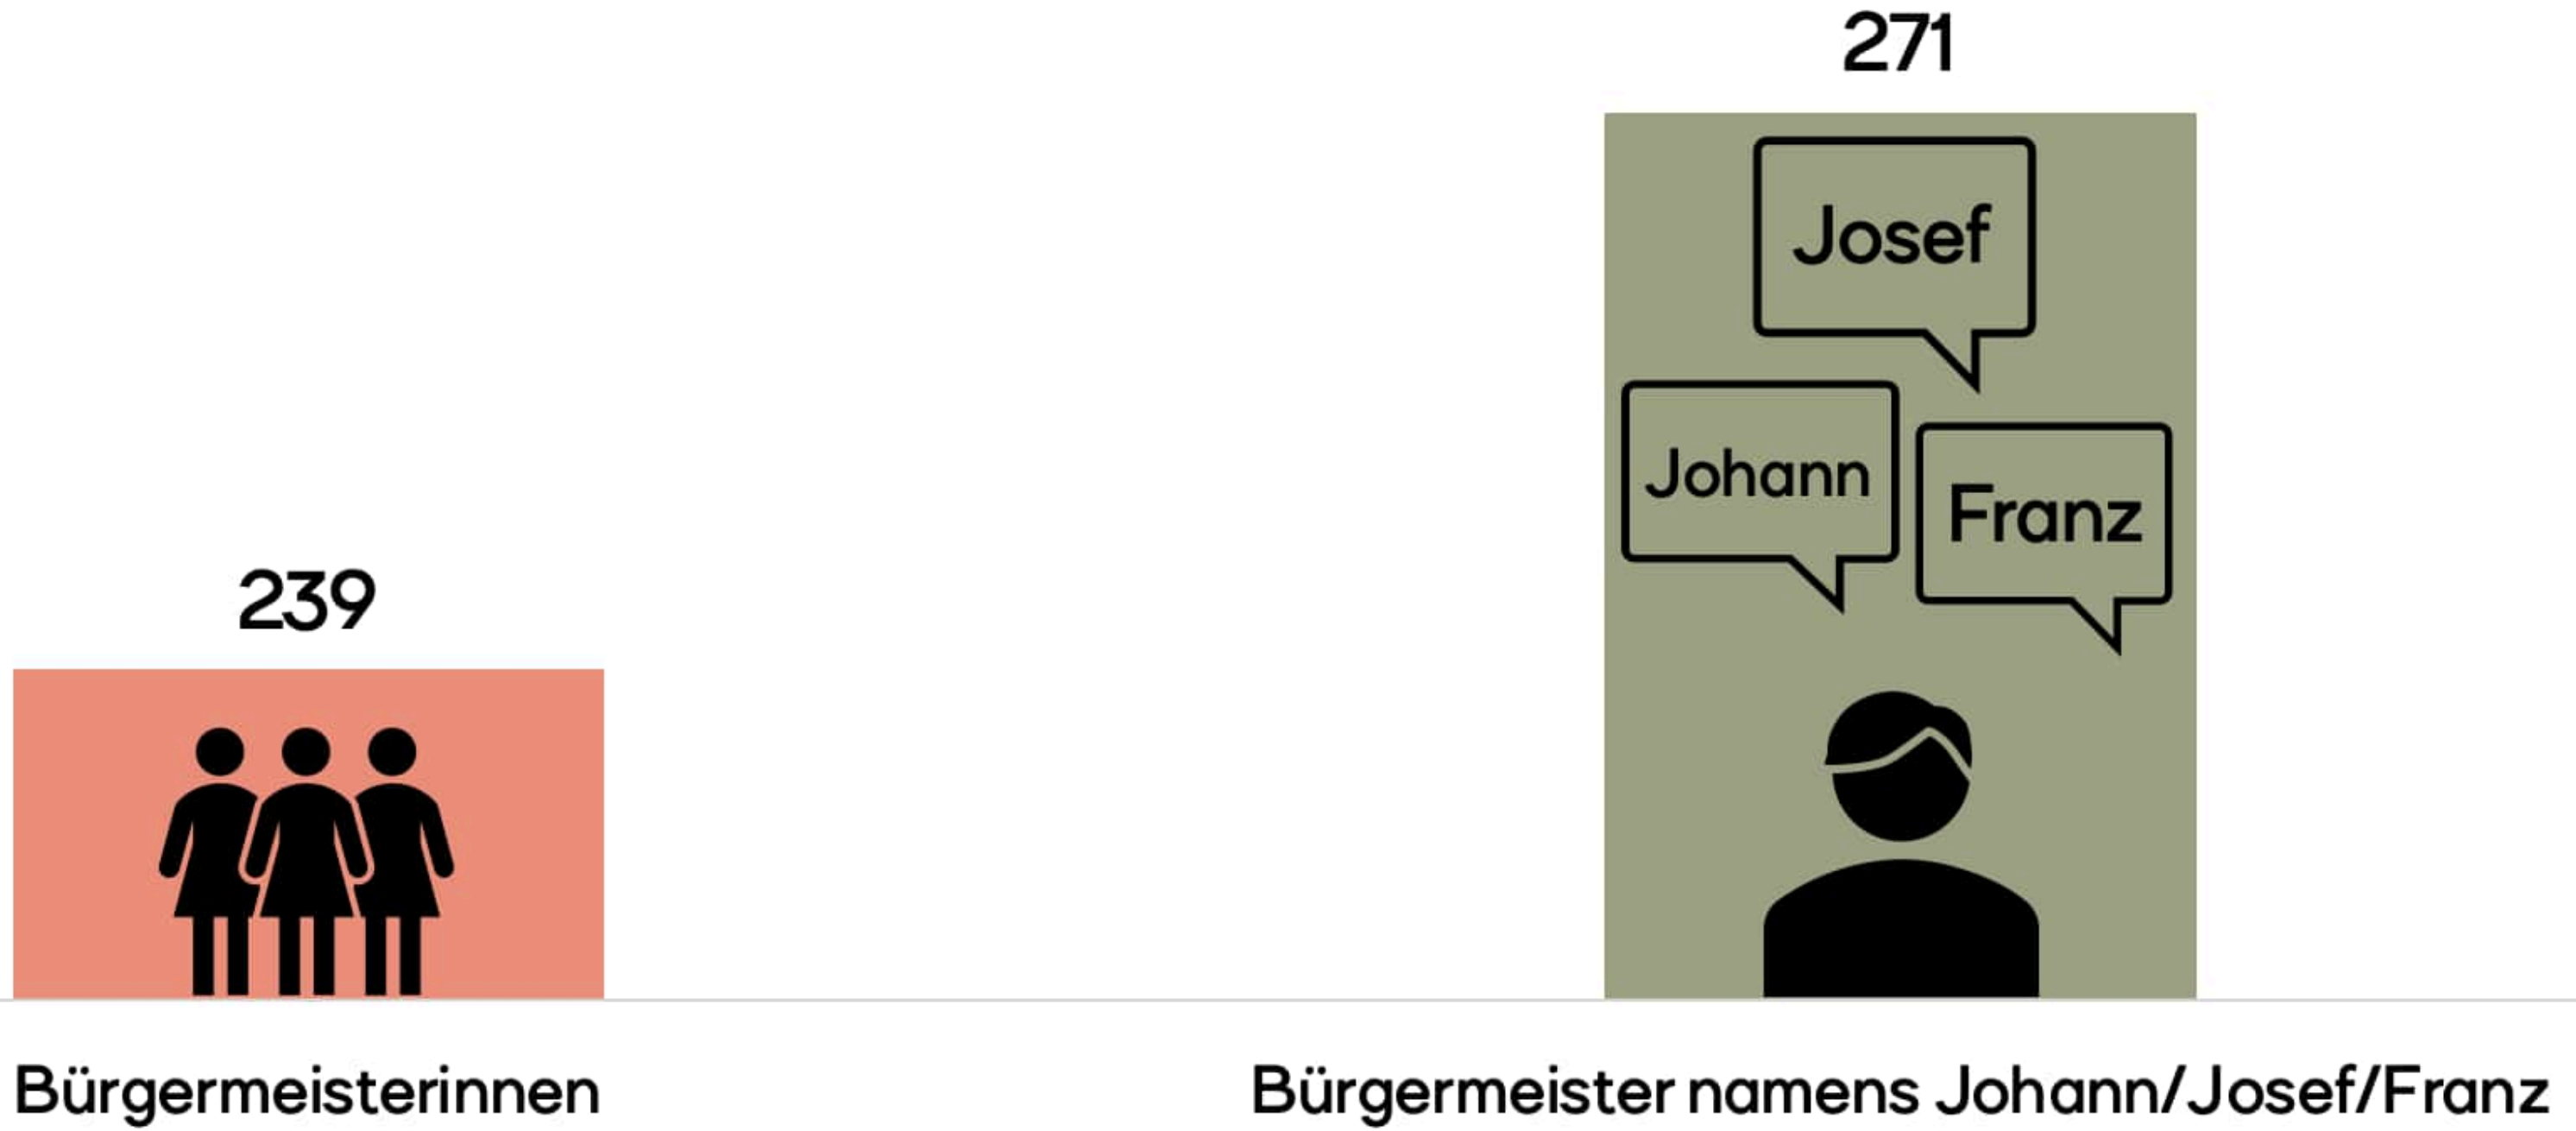 271
Josef
Johann
Franz
239
Bürgermeisterinnen
Bürgermeister namens Johann/Josef/Franz